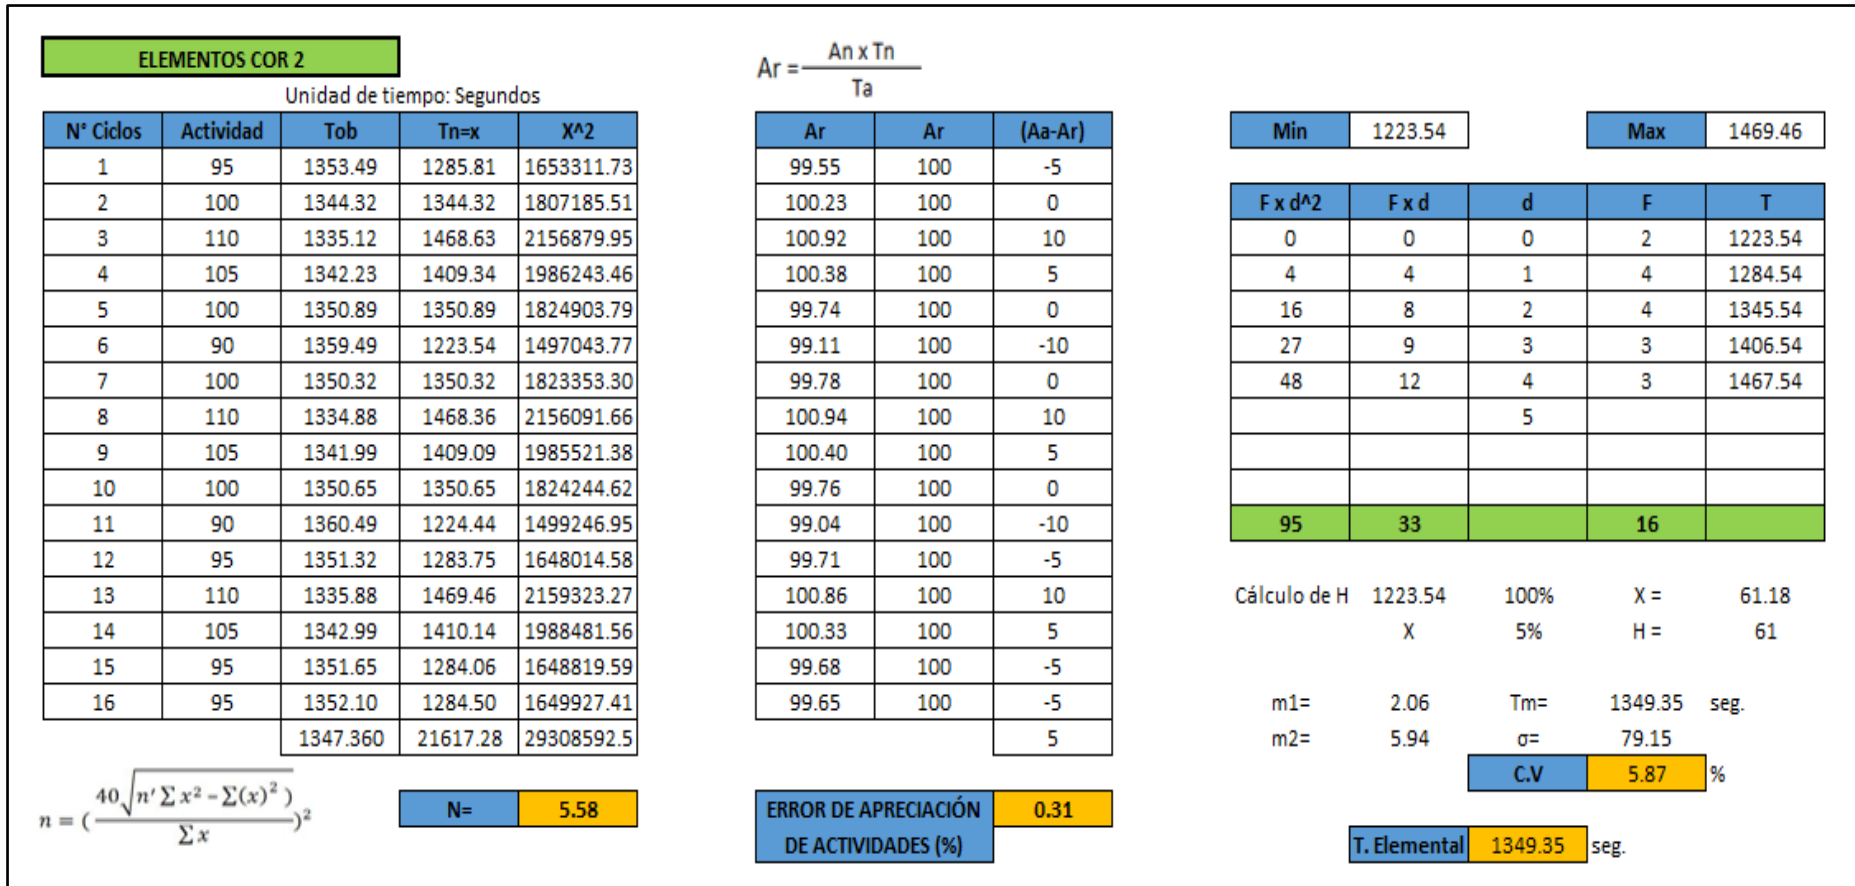 ELEMENTOS COR 2
Unidad de tiempo: Segundos
N° Ciclos Actividad Tob Tn=x X^2
1 95 1353.49 1285.81 1653311.73
2 100 1344.32 1344.32 1807185.51
3 110 1335.12 1468.63 2156879.95
4 105 1342.23 1409.34 1986243.46
5 100 1350.89 1350.89 1824903.79
6 90 1359.49 1223.54 1497043.77
7 100 1350.32 1350.32 1823353.30
8 110 1334.88 1468.36 2156091.66
9 105 1341.99 1409.09 1985521.38
10 100 1350.65 1350.65 1824244.62
11 90 1360.49 1224.44 1499246.95
12 95 1351.32 1283.75 1648014.58
13 110 1335.88 1469.46 2159323.27
14 105 1342.99 1410.14 1988481.56
15 95 1351.65 1284.06 1648819.59
16 95 1352.10 1284.50 1649927.41
1347.360 21617.28 29308592.5
n = ( 40√n' ∑ x² − ∑(x)² ) / ∑ x )²
N= 5.58
Ar = An x Tn / Ta
Ar Ar (Aa-Ar)
99.55 100 -5
100.23 100 0
100.92 100 10
100.38 100 5
99.74 100 0
99.11 100 -10
99.78 100 0
100.94 100 10
100.40 100 5
99.76 100 0
99.04 100 -10
99.71 100 -5
100.86 100 10
100.33 100 5
99.68 100 -5
99.65 100 -5
5
ERROR DE APRECIACIÓN 0.31
DE ACTIVIDADES (%)
Min 1223.54 Max 1469.46
F x d^2 F x d d F T
0 0 0 2 1223.54
4 4 1 4 1284.54
16 8 2 4 1345.54
27 9 3 3 1406.54
48 12 4 3 1467.54
5
95 33 16
Cálculo de H 1223.54 100% X = 61.18
X 5% H = 61
m1= 2.06 Tm= 1349.35 seg.
m2= 5.94 σ= 79.15
C.V 5.87 %
T. Elemental 1349.35 seg.